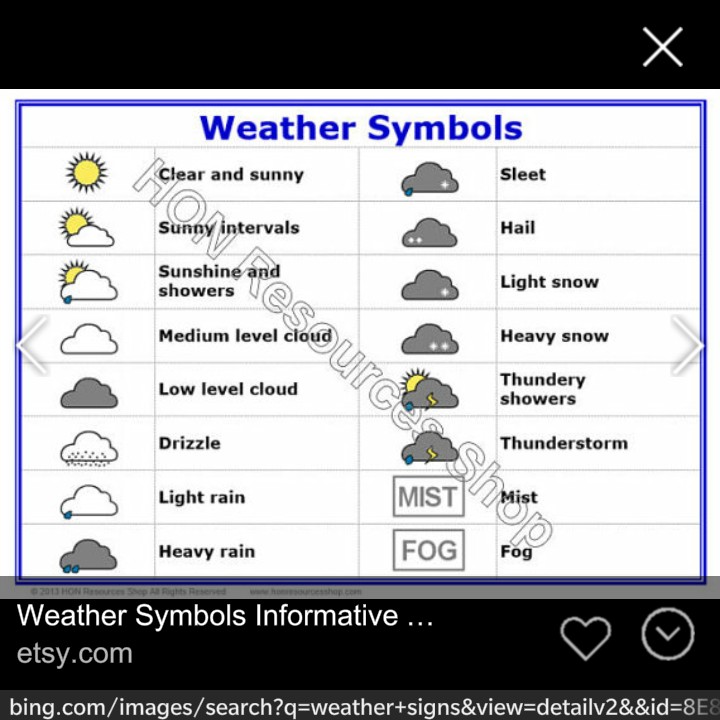 Weather Symbols
Clear and sunny
Sunny intervals
Sunshine and
showers
Medium level cloud
Low level cloud
Drizzle
Light rain
Heavy rain
Sleet
Hail
Light snow
Heavy snow
Thundery
showers
Thunderstorm
MIST Mist
FOG Fog
HON Resources Shop
© 2013 HON Resources Shop All Rights Reserved www.honresourcesshop.com
Weather Symbols Informative …
etsy.com
bing.com/images/search?q=weather+signs&view=detailv2&&id=8E8